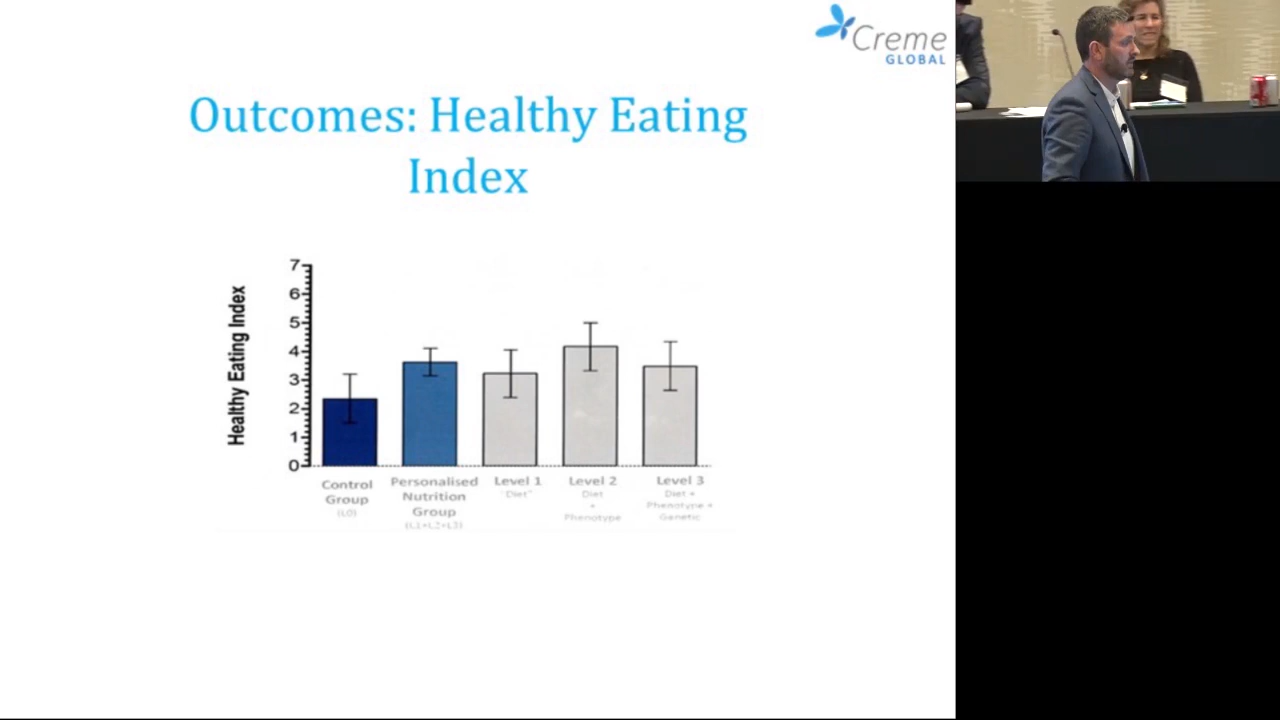 Creme
GLOBAL
Outcomes: Healthy Eating
Index
Healthy Eating Index
7
6
5
4
3
2
1
0
Control
Group
(L0)
Personalised
Nutrition
Group
(L1+L2+L3)
Level 1
"Diet"
Level 2
Diet
+
Phenotype
Level 3
Diet +
Phenotype +
Genetic